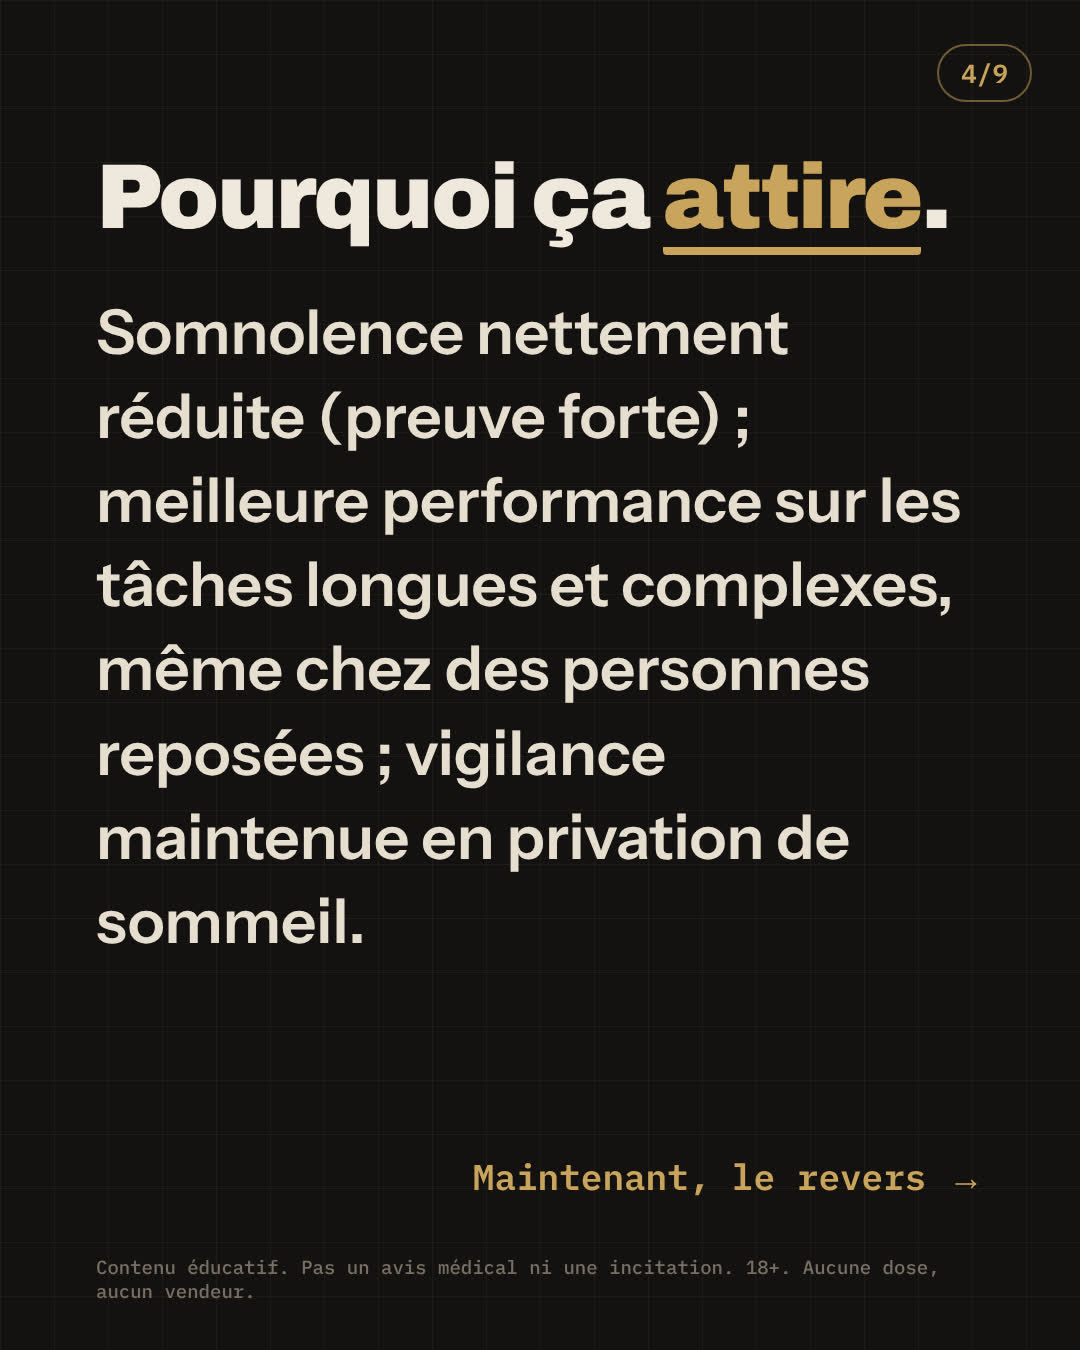 4/9
Pourquoi ça attire.
Somnolence nettement
réduite (preuve forte) ;
meilleure performance sur les
tâches longues et complexes,
même chez des personnes
reposées ; vigilance
maintenue en privation de
sommeil.
Maintenant, le revers →
Contenu éducatif. Pas un avis médical ni une incitation. 18+. Aucune dose,
aucun vendeur.